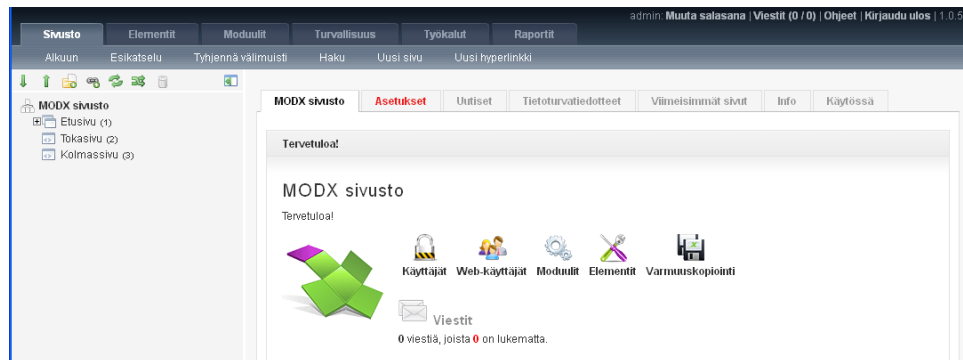 admin: Muuta salasana | Viestit (0 / 0) | Ohjeet | Kirjaudu ulos | 1.0.5
Sivusto Elementit Moduulit Turvallisuus Työkalut Raportit
Alkuun Esikatselu Tyhjennä välimuisti Haku Uusi sivu Uusi hyperlinkki
MODX sivusto
Etusivu (1)
Tokasivu (2)
Kolmassivu (3)
MODX sivusto Asetukset Uutiset Tietoturvatiedotteet Viimeisimmät sivut Info Käytössä
Tervetuloa!
MODX sivusto
Tervetuloa!
Käyttäjät Web-käyttäjät Moduulit Elementit Varmuuskopiointi
Viestit
0 viestiä, joista 0 on lukematta.